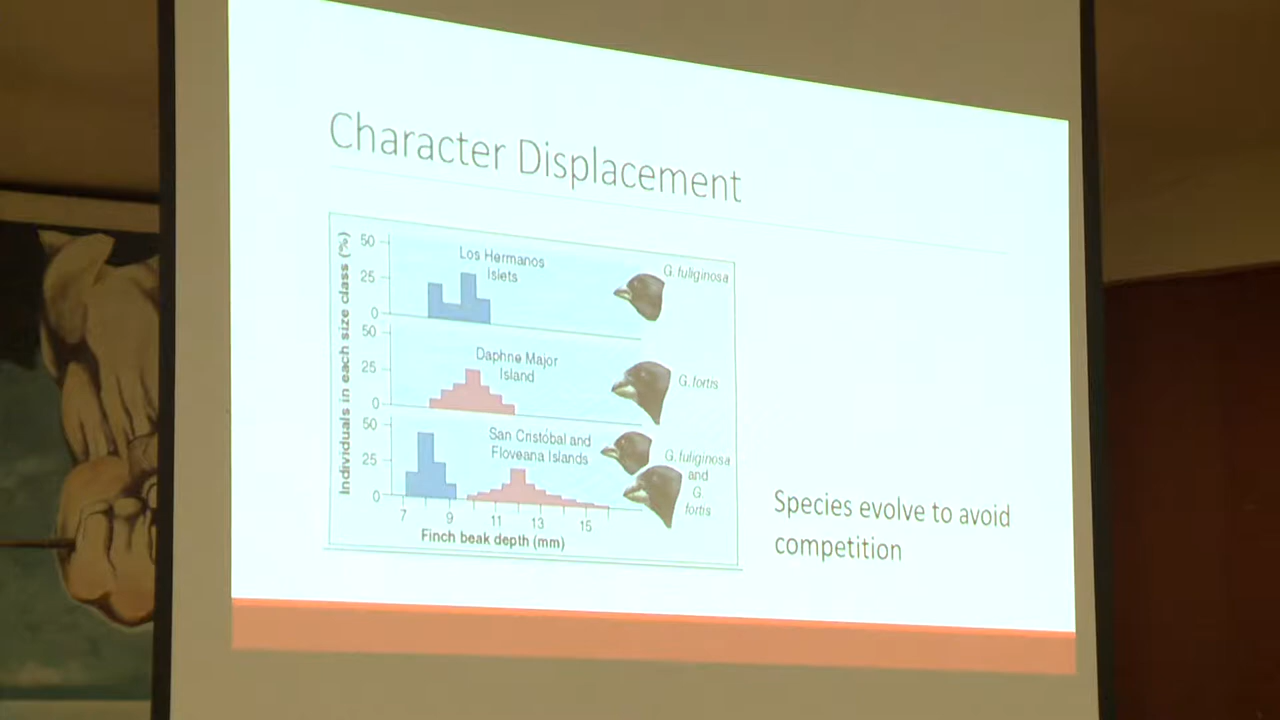 Character Displacement
Individuals in each size class (%)
50
25
0
Los Hermanos
Islets
G. fuliginosa
50
25
0
Daphne Major
Island
G. fortis
50
25
0
San Cristobal and
Floveana Islands
G. fuliginosa
and
G.
fortis
7 9 11 13 15
Finch beak depth (mm)
Species evolve to avoid
competition